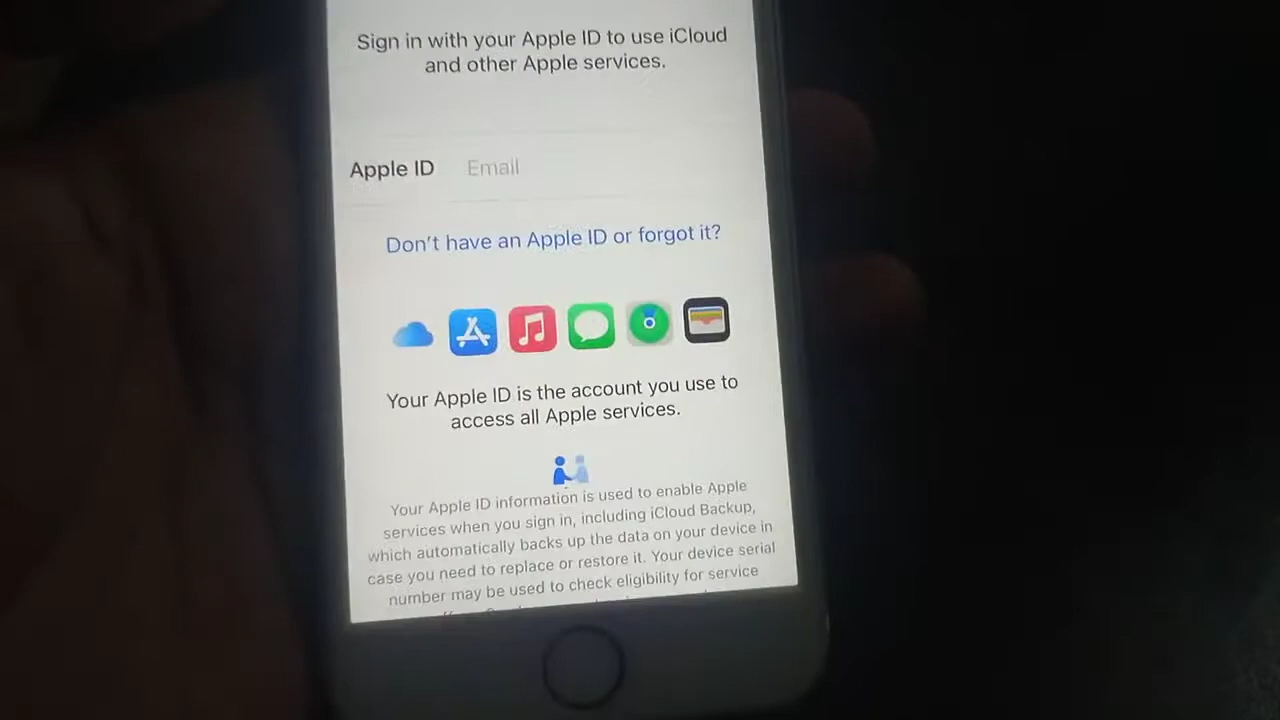 Sign in with your Apple ID to use iCloud
and other Apple services.
Apple ID Email
Don't have an Apple ID or forgot it?
Your Apple ID is the account you use to
access all Apple services.
Your Apple ID information is used to enable Apple
services when you sign in, including iCloud Backup,
which automatically backs up the data on your device in
case you need to replace or restore it. Your device serial
number may be used to check eligibility for service